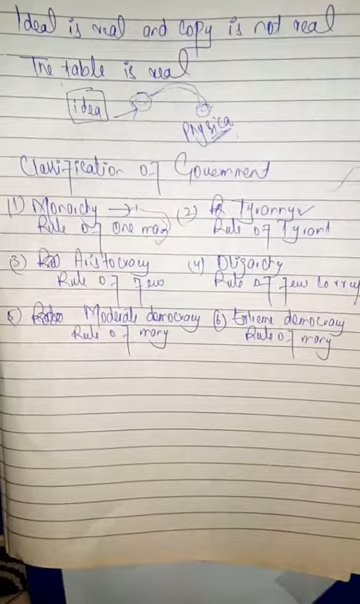 Ideal is real and copy is not real
The table is real
idea
Physica
Classification of Government
(1) Monarchy → (2) Tyranny
Rule of One man Rule of Tyrant
(3) Aristocracy (4) Oligarchy
Rule of few Rule of few
5) Moderate democracy (6) Extreme democracy
Rule of many Rule of many